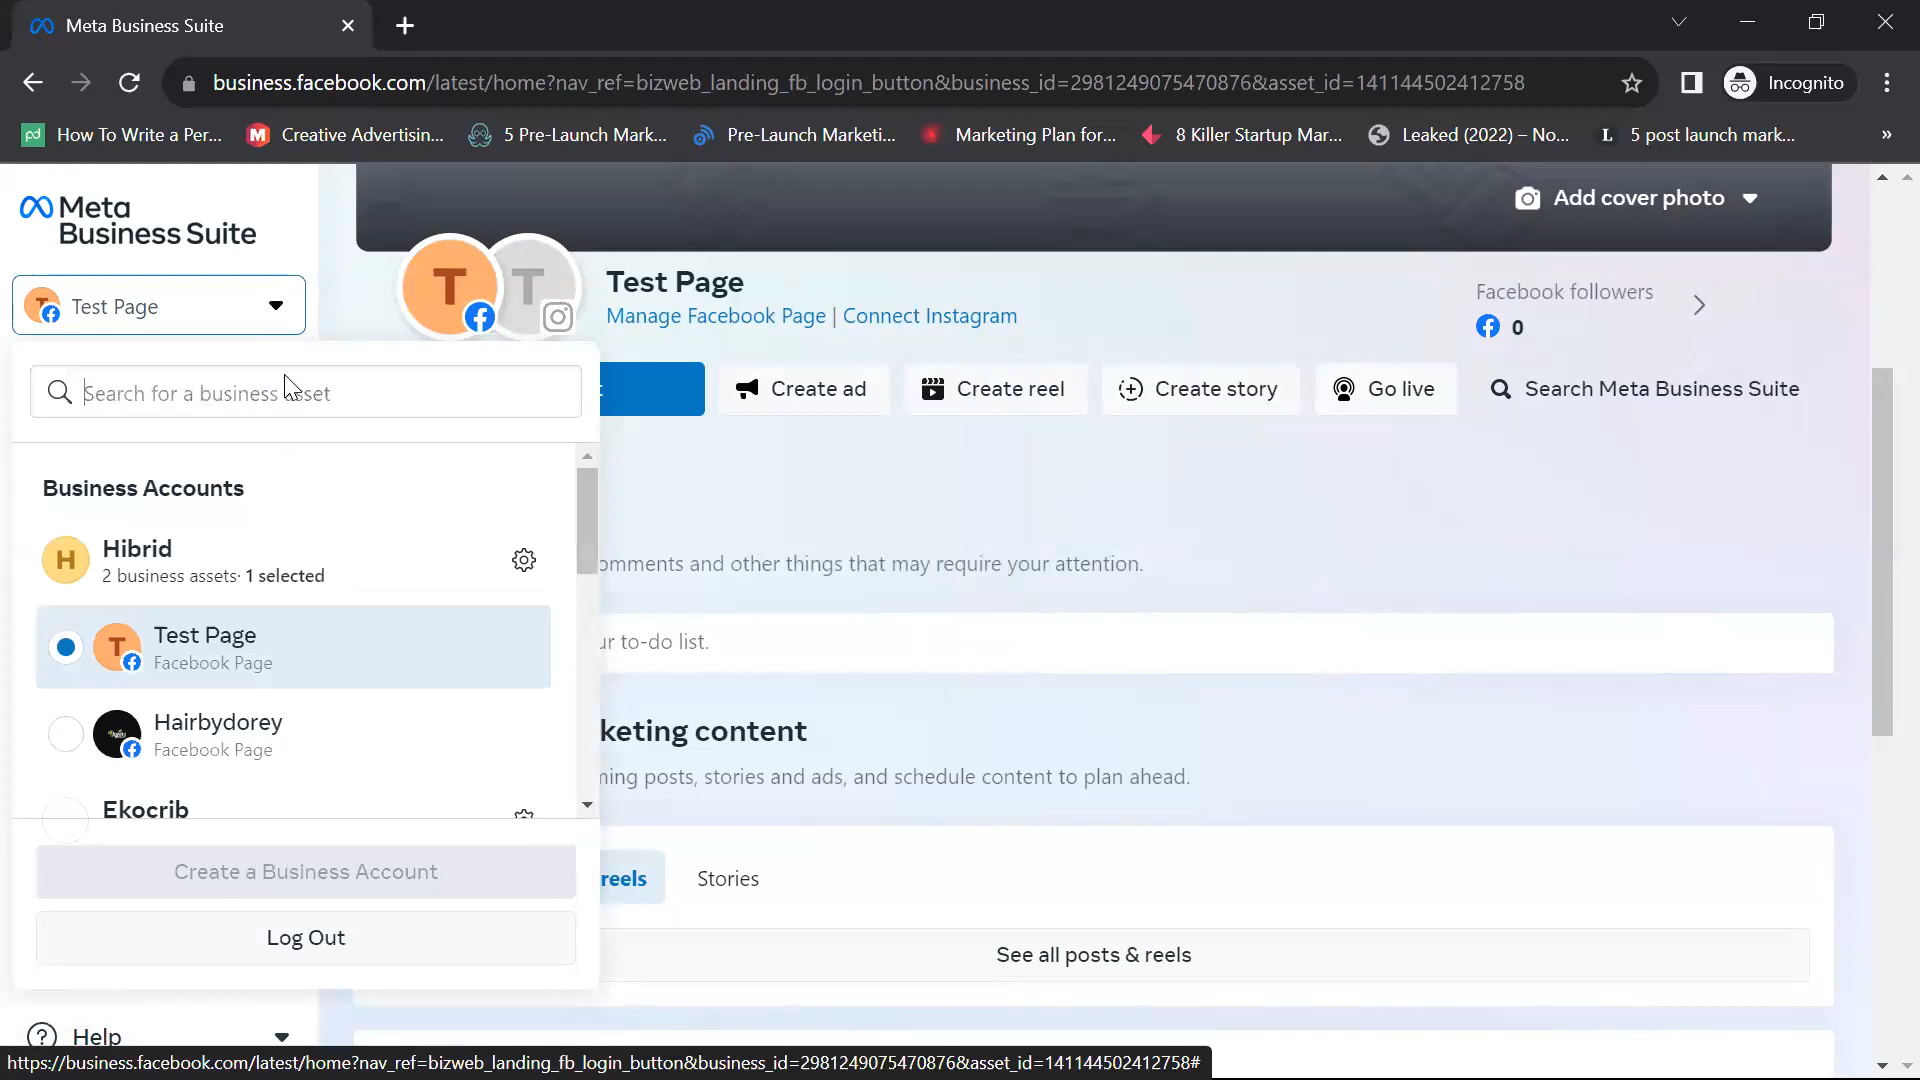 Meta Business Suite
business.facebook.com/latest/home?nav_ref=bizweb_landing_fb_login_button&business_id=2981249075470876&asset_id=141144502412758
Incognito
pd How To Write a Per...
M Creative Advertisin...
5 Pre-Launch Mark...
Pre-Launch Marketi...
Marketing Plan for...
8 Killer Startup Mar...
Leaked (2022) – No...
L 5 post launch mark...
»
Meta
Business Suite
Add cover photo
T Test Page
T T
Test Page
Manage Facebook Page | Connect Instagram
Facebook followers
0
Search for a business asset
t
Create ad
Create reel
Create story
Go live
Search Meta Business Suite
Business Accounts
H Hibrid
2 business assets· 1 selected
omments and other things that may require your attention.
T Test Page
Facebook Page
ur to-do list.
Hairbydorey
Facebook Page
keting content
ning posts, stories and ads, and schedule content to plan ahead.
Ekocrib
Create a Business Account
reels
Stories
Log Out
See all posts & reels
? Help
https://business.facebook.com/latest/home?nav_ref=bizweb_landing_fb_login_button&business_id=2981249075470876&asset_id=141144502412758#